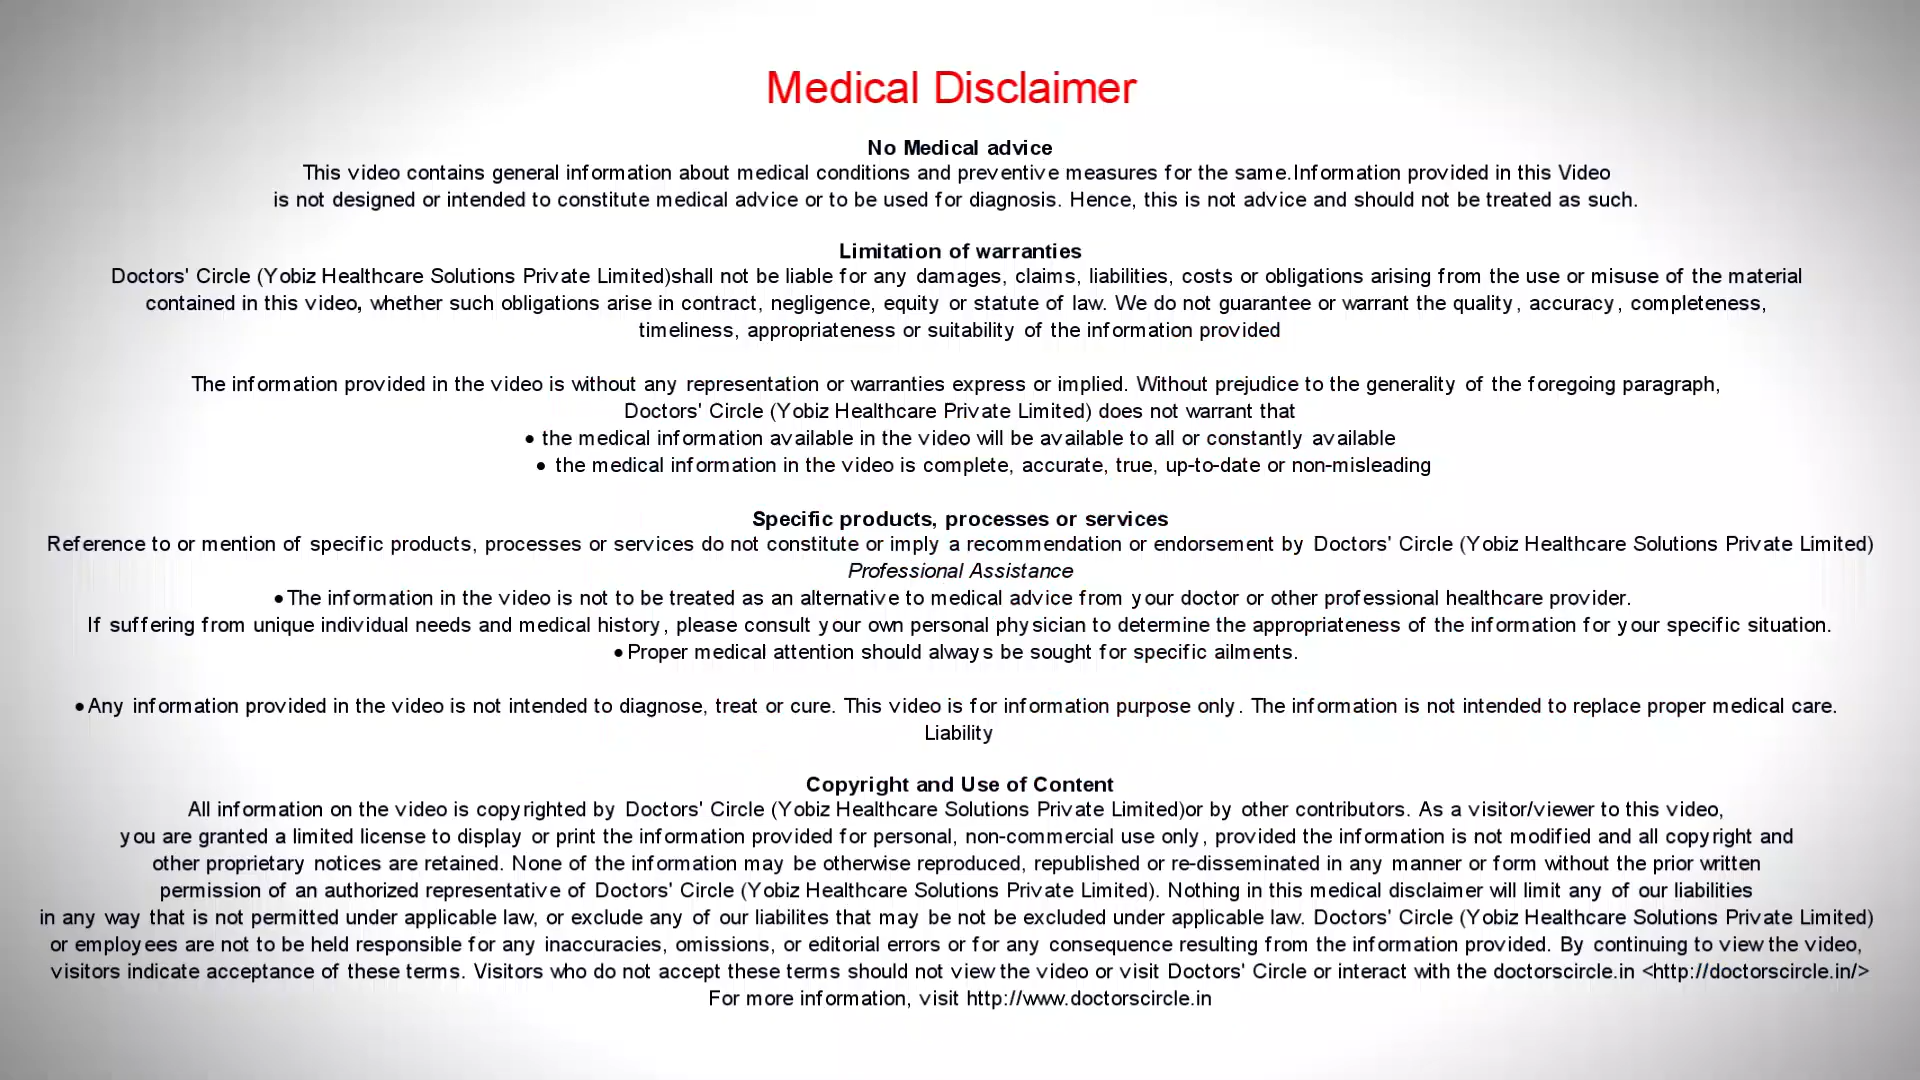 Medical Disclaimer
No Medical advice
This video contains general information about medical conditions and preventive measures for the same.Information provided in this Video
is not designed or intended to constitute medical advice or to be used for diagnosis. Hence, this is not advice and should not be treated as such.
Limitation of warranties
Doctors' Circle (Yobiz Healthcare Solutions Private Limited)shall not be liable for any damages, claims, liabilities, costs or obligations arising from the use or misuse of the material
contained in this video, whether such obligations arise in contract, negligence, equity or statute of law. We do not guarantee or warrant the quality, accuracy, completeness,
timeliness, appropriateness or suitability of the information provided
The information provided in the video is without any representation or warranties express or implied. Without prejudice to the generality of the foregoing paragraph,
Doctors' Circle (Yobiz Healthcare Private Limited) does not warrant that
• the medical information available in the video will be available to all or constantly available
• the medical information in the video is complete, accurate, true, up-to-date or non-misleading
Specific products, processes or services
Reference to or mention of specific products, processes or services do not constitute or imply a recommendation or endorsement by Doctors' Circle (Yobiz Healthcare Solutions Private Limited)
Professional Assistance
•The information in the video is not to be treated as an alternative to medical advice from your doctor or other professional healthcare provider.
If suffering from unique individual needs and medical history, please consult your own personal physician to determine the appropriateness of the information for your specific situation.
•Proper medical attention should always be sought for specific ailments.
•Any information provided in the video is not intended to diagnose, treat or cure. This video is for information purpose only. The information is not intended to replace proper medical care.
Liability
Copyright and Use of Content
All information on the video is copyrighted by Doctors' Circle (Yobiz Healthcare Solutions Private Limited)or by other contributors. As a visitor/viewer to this video,
you are granted a limited license to display or print the information provided for personal, non-commercial use only, provided the information is not modified and all copyright and
other proprietary notices are retained. None of the information may be otherwise reproduced, republished or re-disseminated in any manner or form without the prior written
permission of an authorized representative of Doctors' Circle (Yobiz Healthcare Solutions Private Limited). Nothing in this medical disclaimer will limit any of our liabilities
in any way that is not permitted under applicable law, or exclude any of our liabilites that may be not be excluded under applicable law. Doctors' Circle (Yobiz Healthcare Solutions Private Limited)
or employees are not to be held responsible for any inaccuracies, omissions, or editorial errors or for any consequence resulting from the information provided. By continuing to view the video,
visitors indicate acceptance of these terms. Visitors who do not accept these terms should not view the video or visit Doctors' Circle or interact with the doctorscircle.in <http://doctorscircle.in/>
For more information, visit http://www.doctorscircle.in